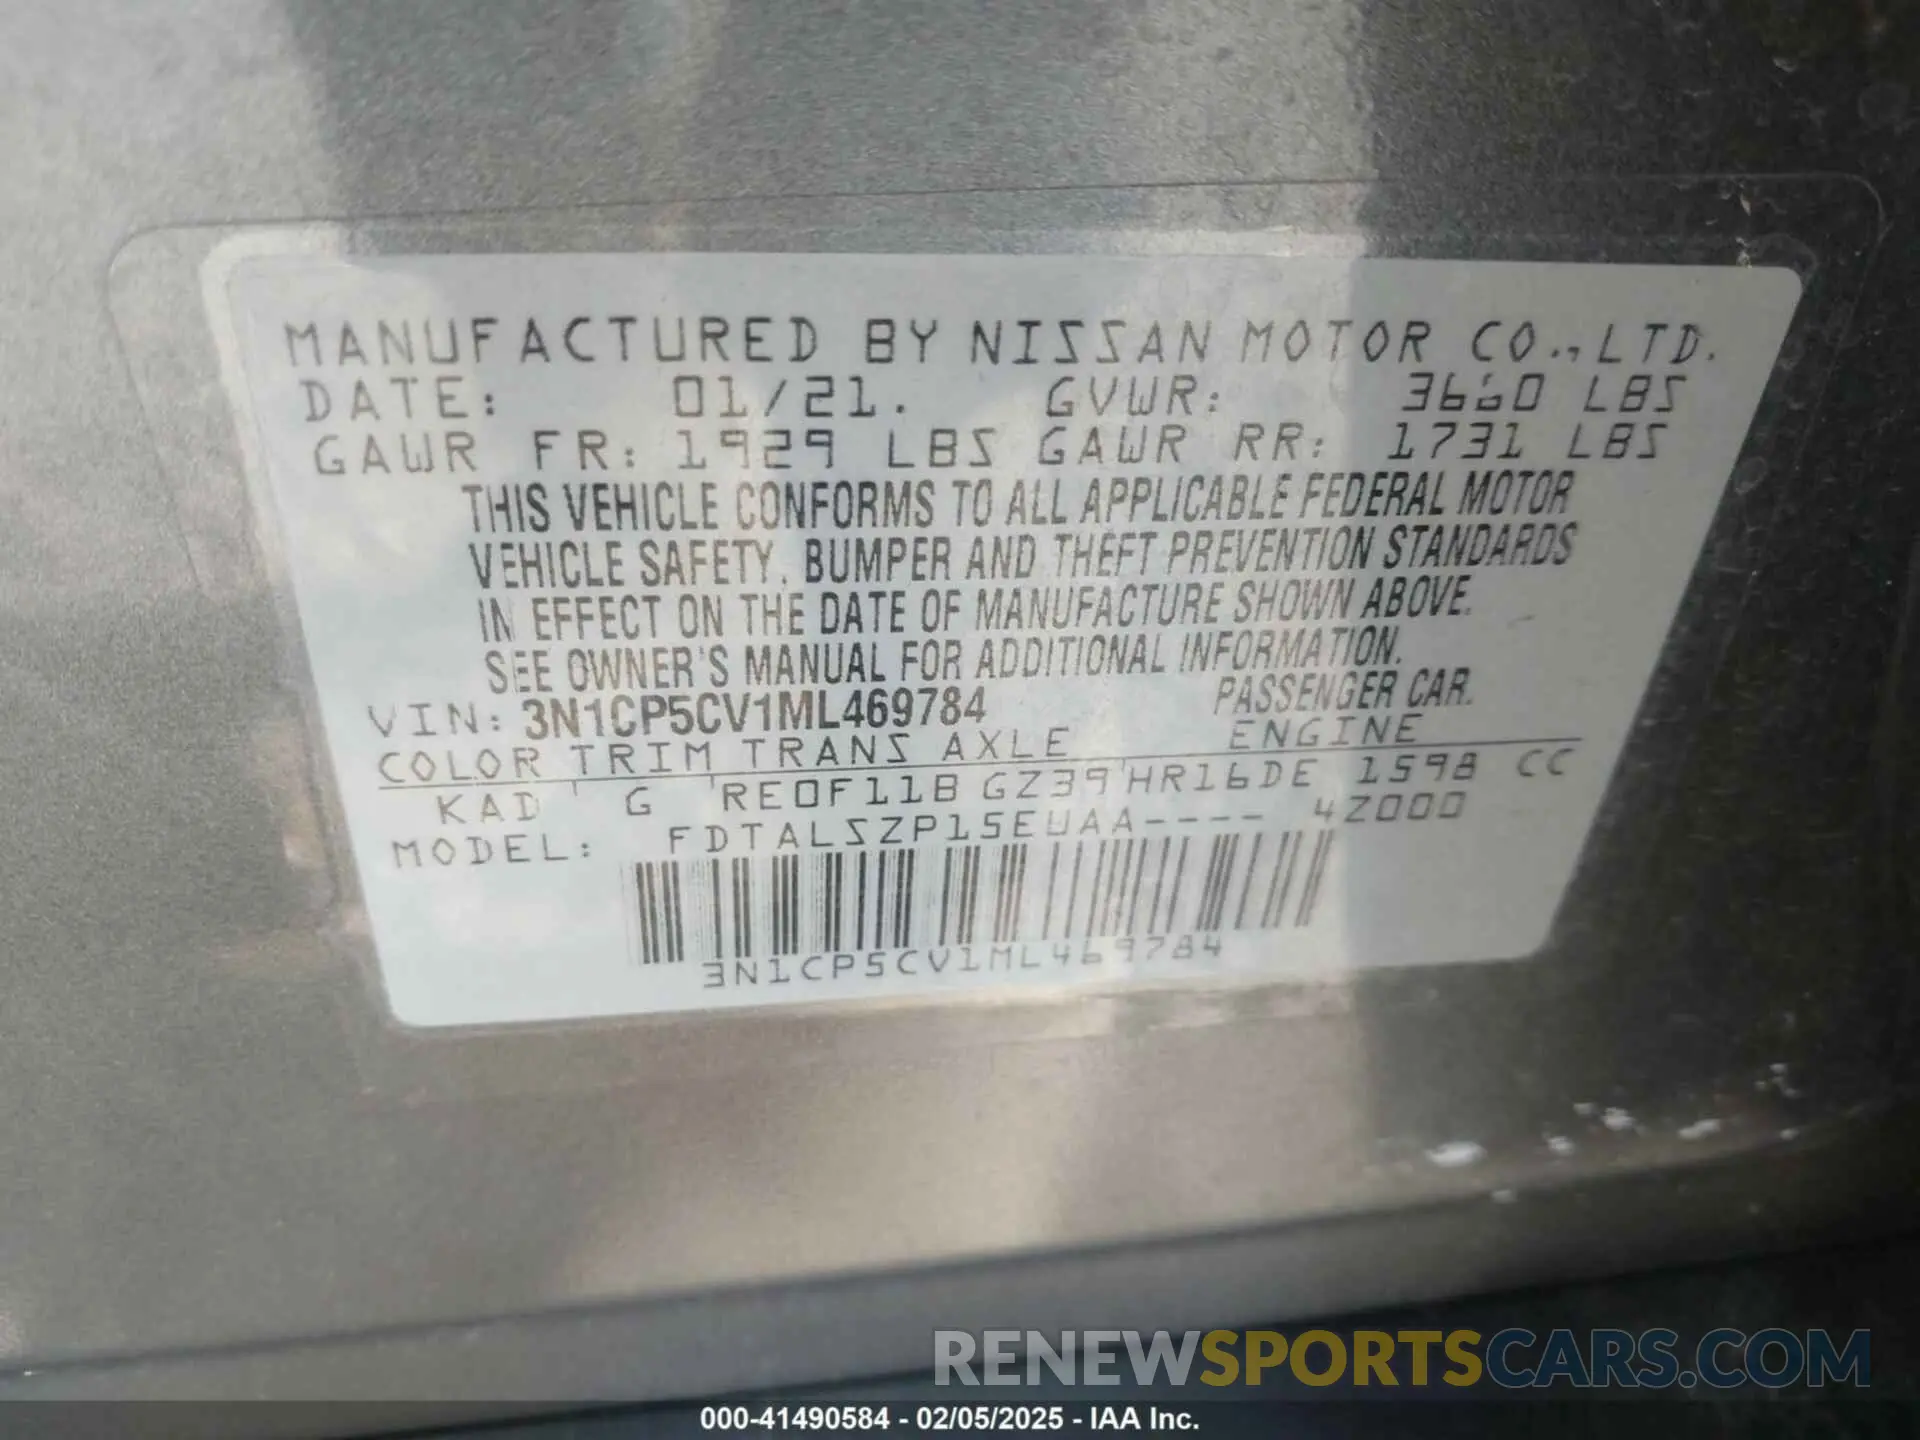 MANUFACTURED BY NISSAN MOTOR CO., LTD.
DATE: 01/21. GVWR: 3660 LBS
GAWR FR: 1929 LBS GAWR RR: 1731 LBS
THIS VEHICLE CONFORMS TO ALL APPLICABLE FEDERAL MOTOR
VEHICLE SAFETY, BUMPER AND THEFT PREVENTION STANDARDS
IN EFFECT ON THE DATE OF MANUFACTURE SHOWN ABOVE.
SEE OWNER'S MANUAL FOR ADDITIONAL INFORMATION.
VIN: 3N1CP5CV1ML469784 PASSENGER CAR.
COLOR TRIM TRANS AXLE ENGINE
KAD G RE0F11B GZ39 HR16DE 1598 CC
MODEL: FDTALSZP15EUAA---- 4Z000
3N1CP5CV1ML469784
RENEWSPORTSCARS.COM
000-41490584 - 02/05/2025 - IAA Inc.